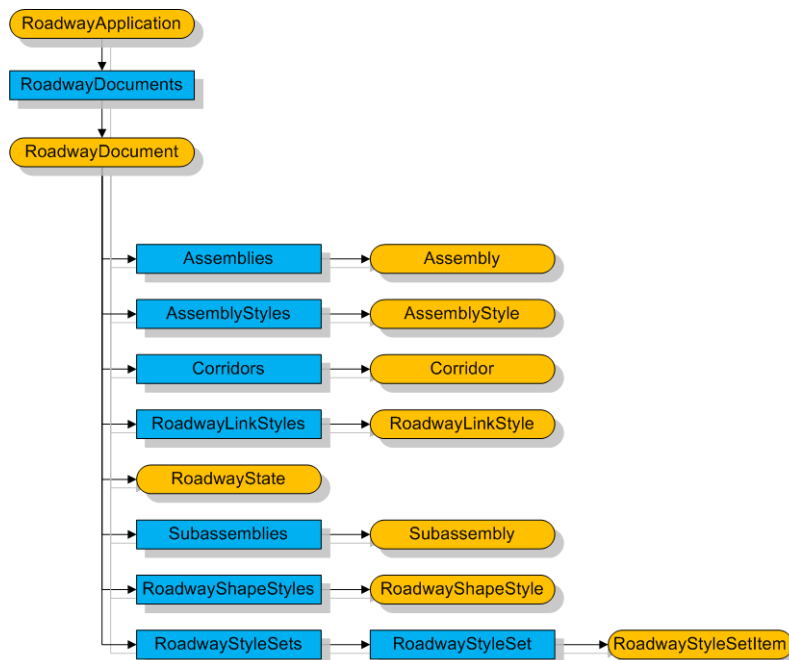 RoadwayApplication
RoadwayDocuments
RoadwayDocument
Assemblies
Assembly
AssemblyStyles
AssemblyStyle
Corridors
Corridor
RoadwayLinkStyles
RoadwayLinkStyle
RoadwayState
Subassemblies
Subassembly
RoadwayShapeStyles
RoadwayShapeStyle
RoadwayStyleSets
RoadwayStyleSet
RoadwayStyleSetItem